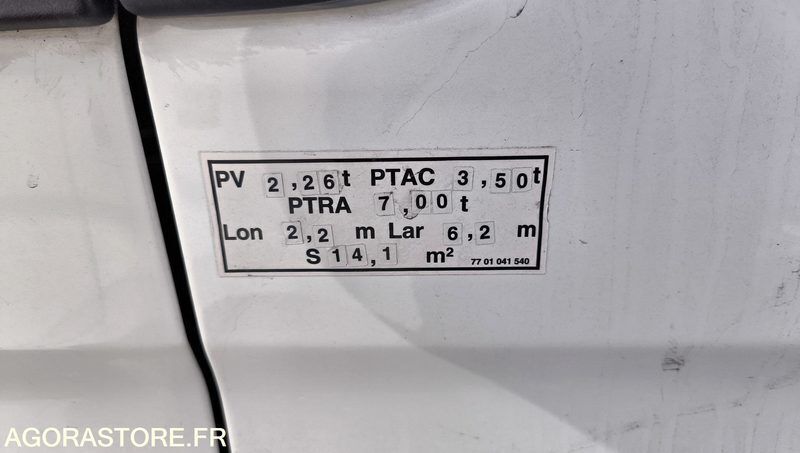 PV 2,26t PTAC 3,50t
PTRA 7,00t
Lon 2,2 m Lar 6,2 m
S 14,1 m²
77 01 041 540
AGORASTORE.FR